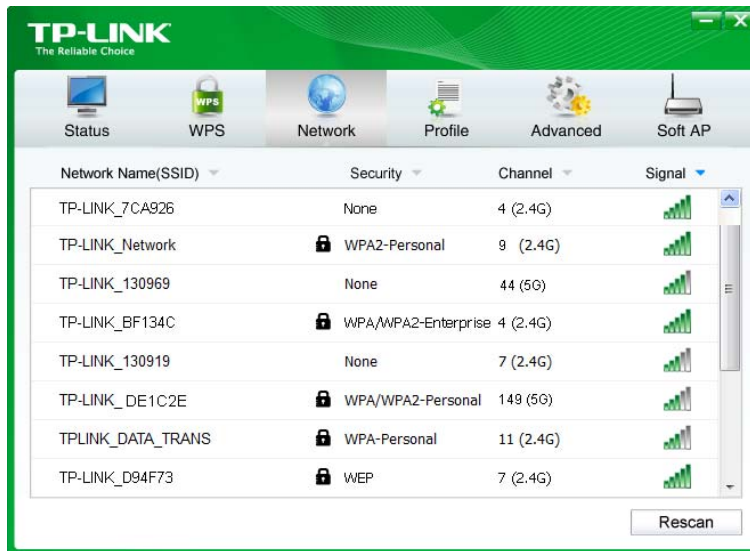 TP-LINK
The Reliable Choice
Status WPS Network Profile Advanced Soft AP
WPS
Network Name(SSID) Security Channel Signal
TP-LINK_7CA926 None 4 (2.4G)
TP-LINK_Network WPA2-Personal 9 (2.4G)
TP-LINK_130969 None 44 (5G)
TP-LINK_BF134C WPA/WPA2-Enterprise 4 (2.4G)
TP-LINK_130919 None 7 (2.4G)
TP-LINK_DE1C2E WPA/WPA2-Personal 149 (5G)
TPLINK_DATA_TRANS WPA-Personal 11 (2.4G)
TP-LINK_D94F73 WEP 7 (2.4G)
Rescan